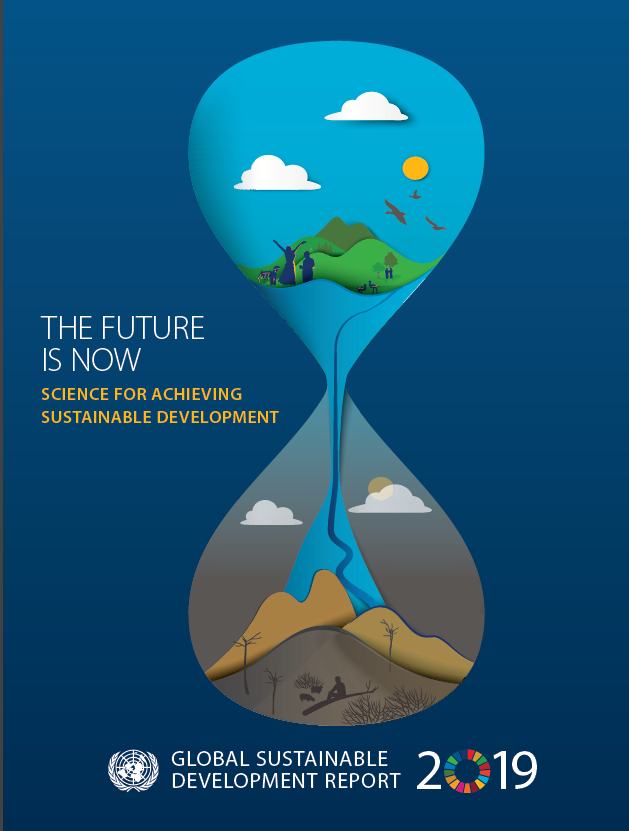 THE FUTURE
IS NOW
SCIENCE FOR ACHIEVING
SUSTAINABLE DEVELOPMENT
GLOBAL SUSTAINABLE
DEVELOPMENT REPORT 2019